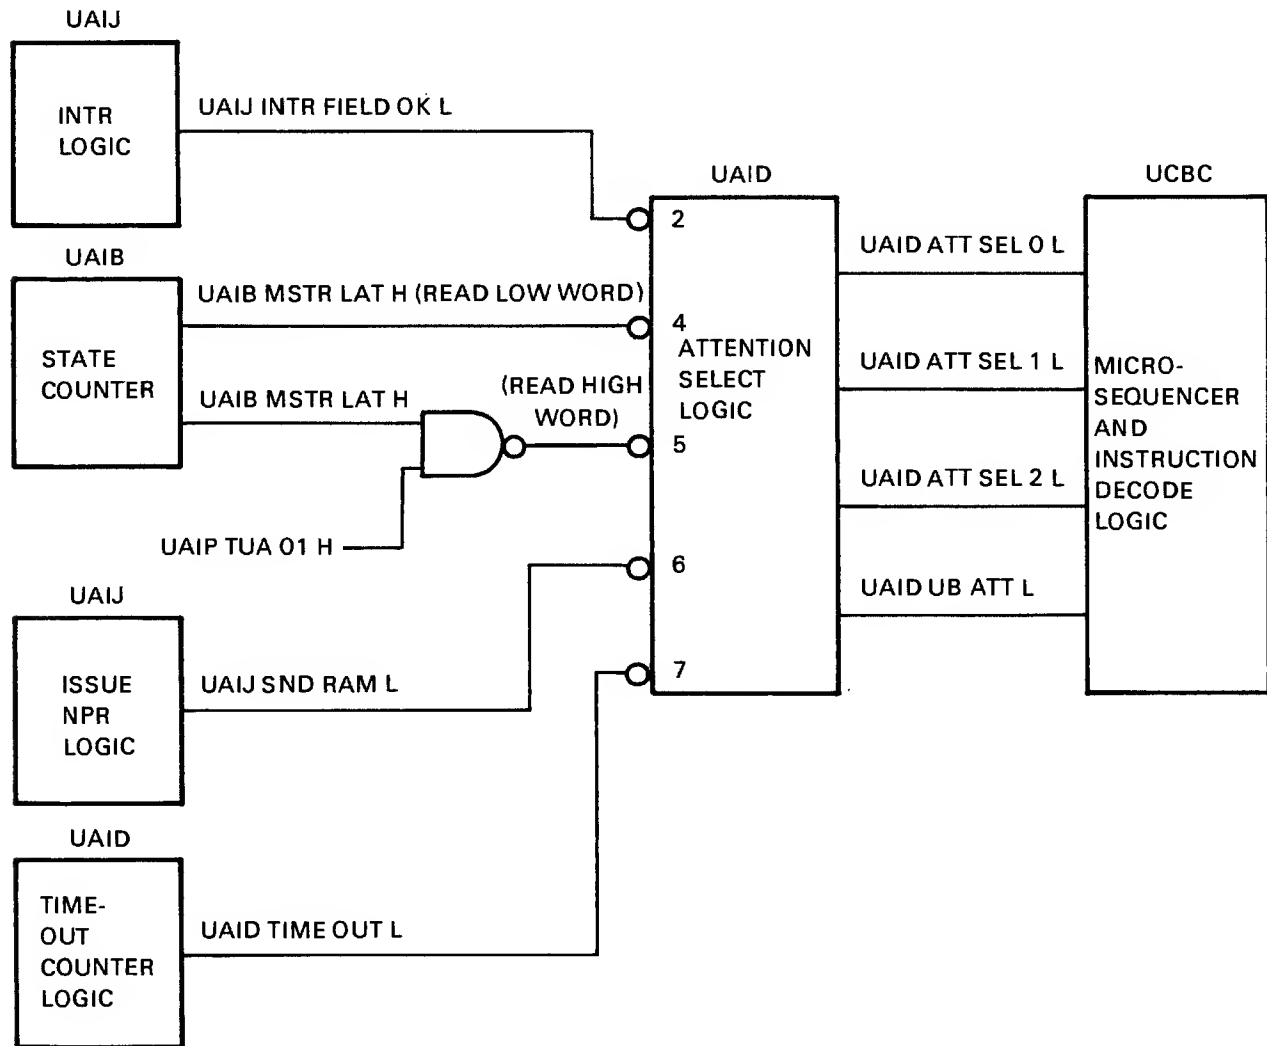 UAIJ
INTR
LOGIC
UAIJ INTR FIELD OK L
UAIB
STATE
COUNTER
UAIB MSTR LAT H (READ LOW WORD)
UAIB MSTR LAT H
(READ HIGH
WORD)
UAIP TUA 01 H
UAIJ
ISSUE
NPR
LOGIC
UAIJ SND RAM L
UAID
TIME-
OUT
COUNTER
LOGIC
UAID TIME OUT L
UAID
2
4
ATTENTION
SELECT
LOGIC
5
6
7
UAID ATT SEL 0 L
UAID ATT SEL 1 L
UAID ATT SEL 2 L
UAID UB ATT L
UCBC
MICRO-
SEQUENCER
AND
INSTRUCTION
DECODE
LOGIC